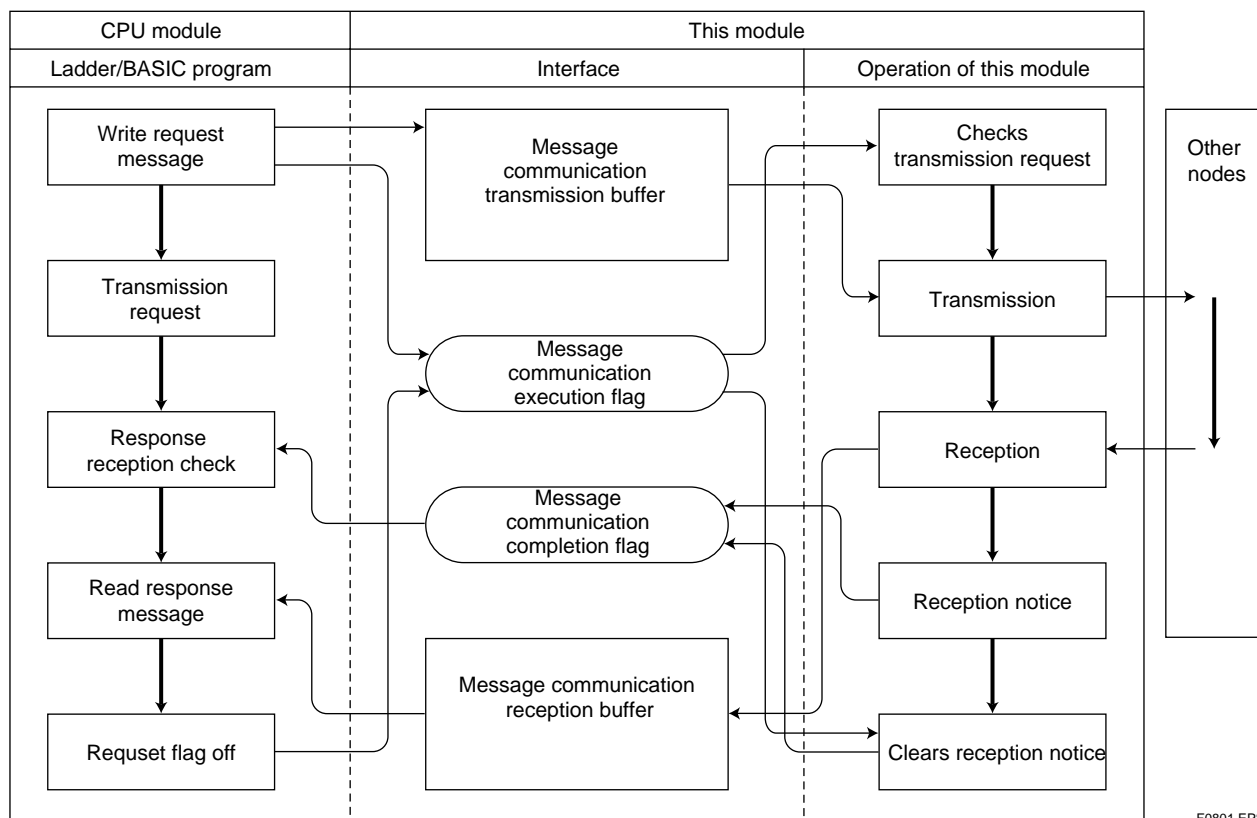 CPU module
This module
Ladder/BASIC program
Interface
Operation of this module
Write request
message
Transmission
request
Response
reception check
Read response
message
Requset flag off
Message
communication
transmission buffer
Message
communication
execution flag
Message
communication
completion flag
Message communication
reception buffer
Checks
transmission request
Transmission
Reception
Reception notice
Clears reception notice
Other
nodes